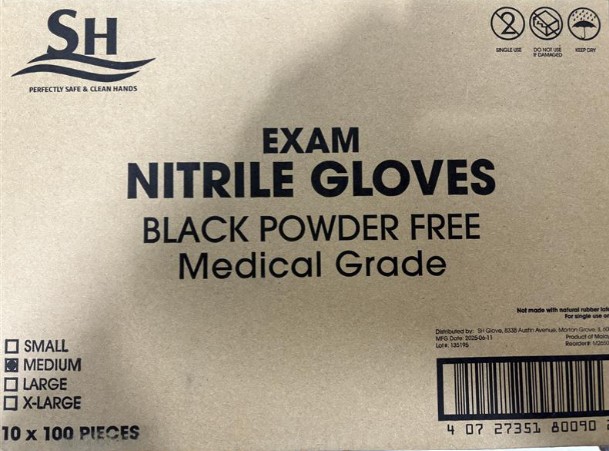 SH
PERFECTLY SAFE & CLEAN HANDS
SINGLE USE
DO NOT USE
IF DAMAGED
KEEP DRY
EXAM
NITRILE GLOVES
BLACK POWDER FREE
Medical Grade
Not made with natural rubber
For single use
Distributed by: SH Glove, 8338 Austin Avenue, Morton Grove, IL
MFG Date: 2025-06-11
Product of
Lot#: 135195
Reorder#:
SMALL
MEDIUM
LARGE
X-LARGE
10 x 100 PIECES
4 07 27351 80090